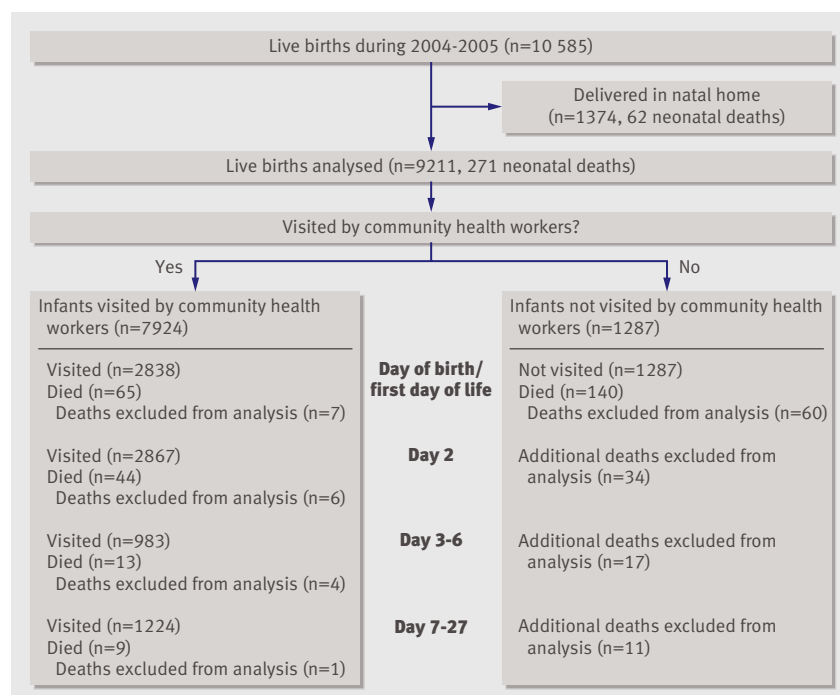 Live births during 2004-2005 (n=10 585)
Delivered in natal home
(n=1374, 62 neonatal deaths)
Live births analysed (n=9211, 271 neonatal deaths)
Visited by community health workers?
Yes
No
Infants visited by community health
workers (n=7924)
Visited (n=2838)
Died (n=65)
Deaths excluded from analysis (n=7)
Visited (n=2867)
Died (n=44)
Deaths excluded from analysis (n=6)
Visited (n=983)
Died (n=13)
Deaths excluded from analysis (n=4)
Visited (n=1224)
Died (n=9)
Deaths excluded from analysis (n=1)
Day of birth/
first day of life
Day 2
Day 3-6
Day 7-27
Infants not visited by community health
workers (n=1287)
Not visited (n=1287)
Died (n=140)
Deaths excluded from analysis (n=60)
Additional deaths excluded from
analysis (n=34)
Additional deaths excluded from
analysis (n=17)
Additional deaths excluded from
analysis (n=11)